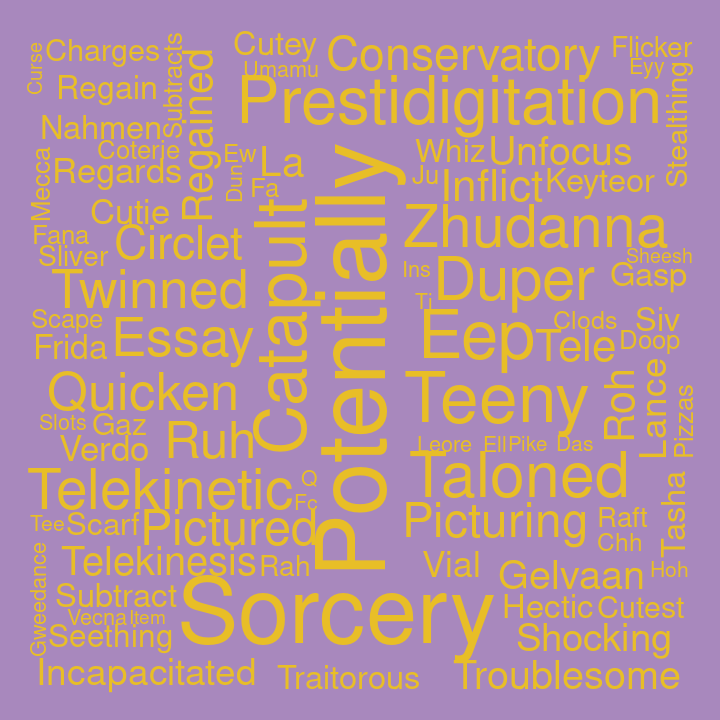 Curse
Charges
Subtracts
Regained
Cutey
Conservatory
Flicker
Umamu
Eyy
Stealthing
Regain
Prestidigitation
Nahmen
Coterie
Ew
La
Whiz
Unfocus
Mecca
Regards
Dun
Fa
Ju
Inflict
Keyteor
Cutie
Potentially
Catapult
Zhudanna
Fana
Circlet
Sliver
Sheesh
Twinned
Ins
Duper
Gasp
Ti
Scape
Essay
Eep
Clods
Siv
Frida
Tele
Doop
Quicken
Teeny
Roh
Lance
Pizzas
Slots
Gaz
Ruh
Verdo
Leore
Ell
Pike
Das
Telekinetic
Q
Taloned
Fc
Tasha
Tee
Scarf
Pictured
Picturing
Raft
Chh
Gweedance
Telekinesis
Rah
Vial
Gelvaan
Hoh
Subtract
Sorcery
Hectic
Cutest
Vecna
Item
Seething
Shocking
Incapacitated
Traitorous
Troublesome